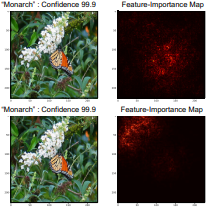 "Monarch" : Confidence 99.9
Feature-Importance Map
"Monarch" : Confidence 99.9
Feature-Importance Map